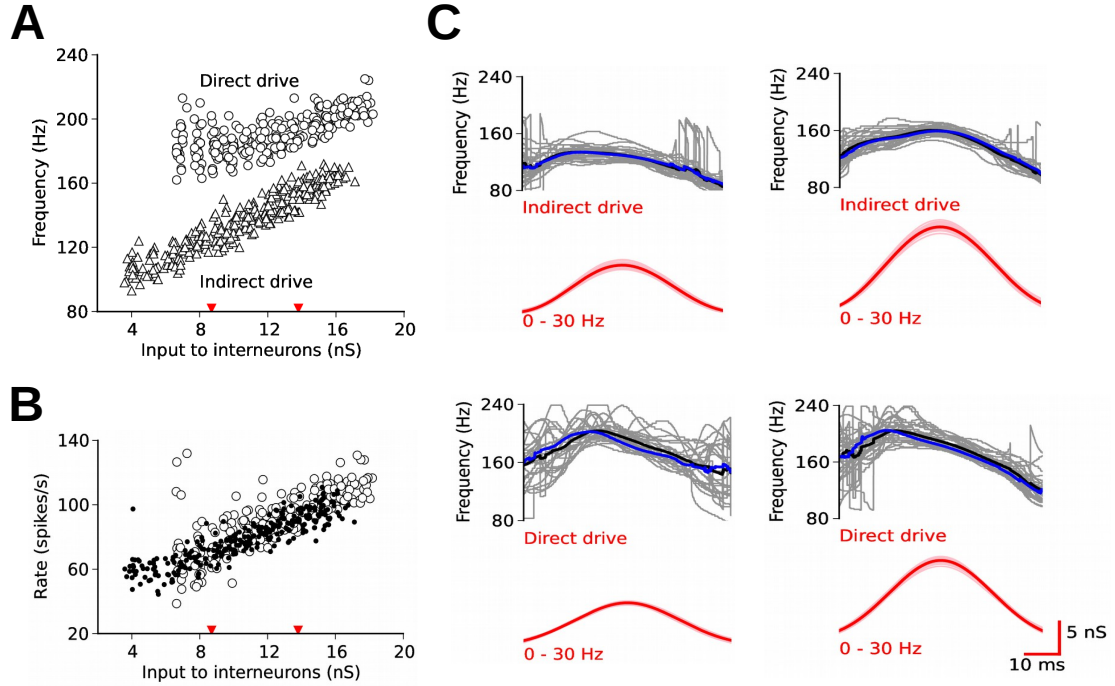 A
240
200
160
120
80
Frequency (Hz)
Direct drive
Indirect drive
4
8
12
16
20
Input to interneurons (nS)
B
140
100
60
20
Rate (spikes/s)
4
8
12
16
20
Input to interneurons (nS)
C
240
160
80
Frequency (Hz)
Indirect drive
0 - 30 Hz
240
160
80
Frequency (Hz)
Indirect drive
0 - 30 Hz
240
160
80
Frequency (Hz)
Direct drive
0 - 30 Hz
240
160
80
Frequency (Hz)
Direct drive
0 - 30 Hz
5 nS
10 ms